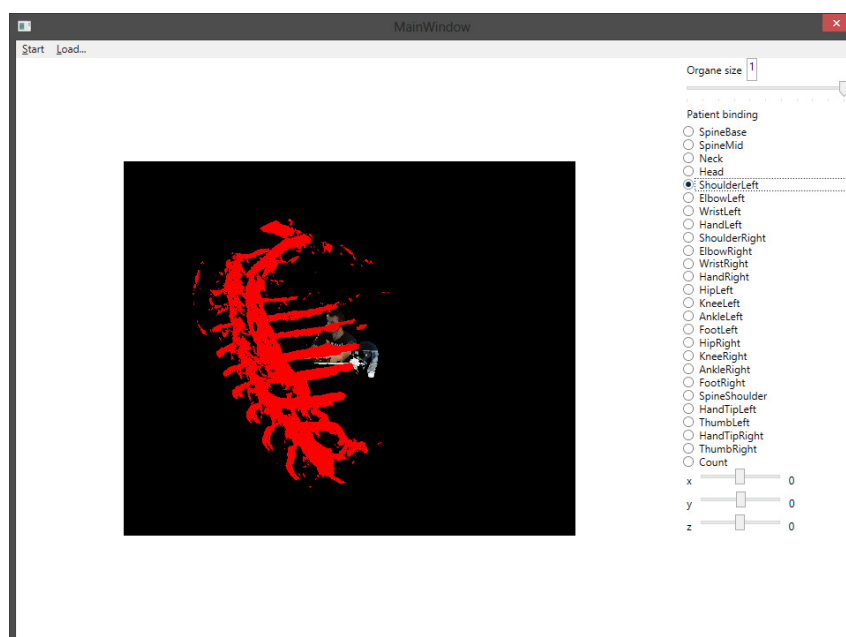 MainWindow
Start Load...
Organe size 1
Patient binding
SpineBase
SpineMid
Neck
Head
ShoulderLeft
ElbowLeft
WristLeft
HandLeft
ShoulderRight
ElbowRight
WristRight
HandRight
HipLeft
KneeLeft
AnkleLeft
FootLeft
HipRight
KneeRight
AnkleRight
FootRight
SpineShoulder
HandTipLeft
ThumbLeft
HandTipRight
ThumbRight
Count
x 0
y 0
z 0